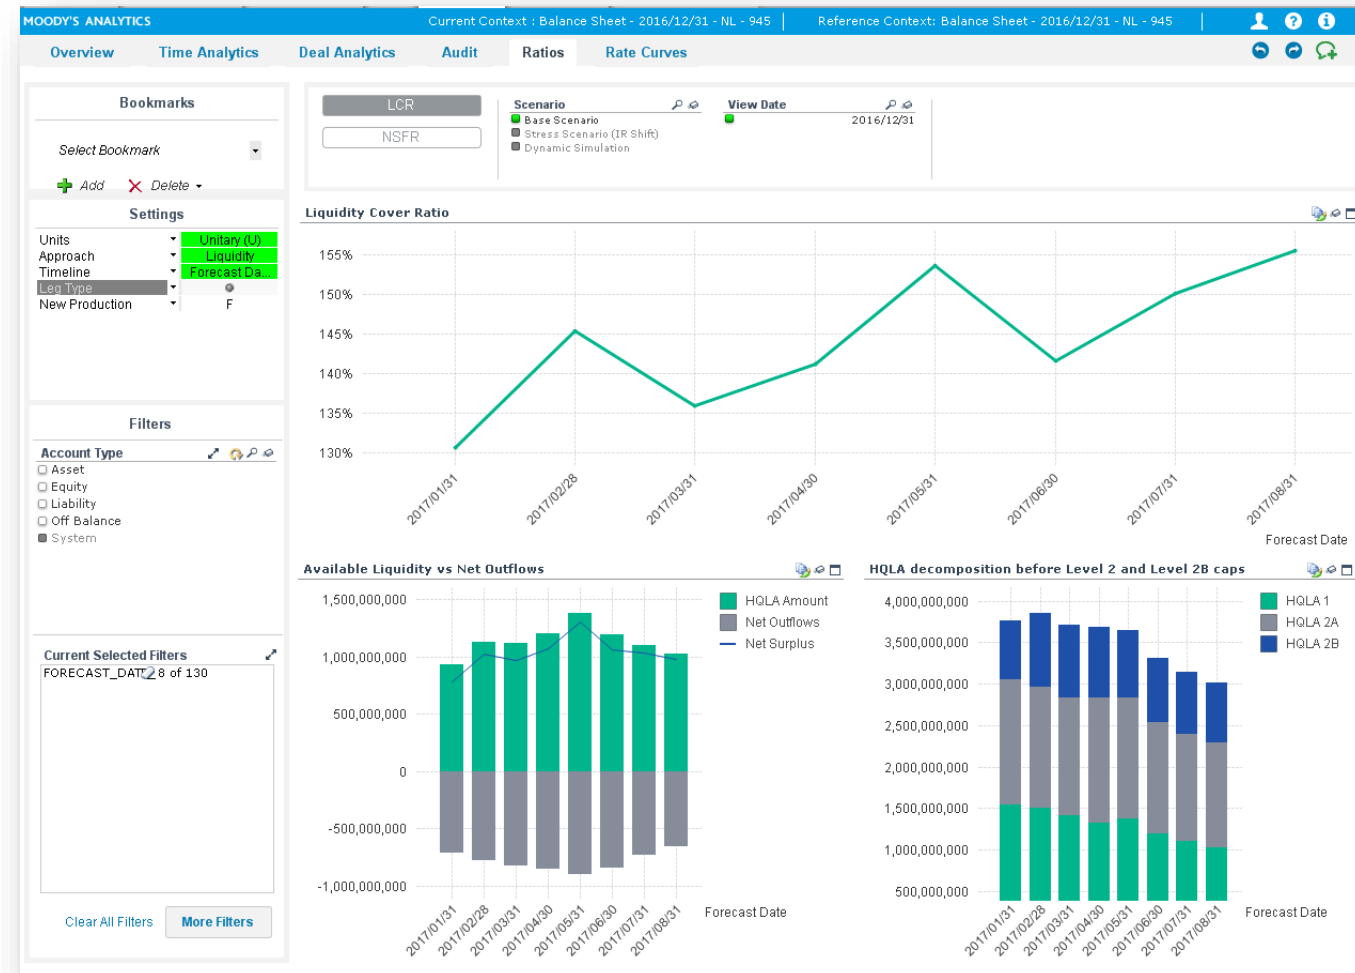 MOODY'S ANALYTICS
Current Context : Balance Sheet - 2016/12/31 - NL - 945
Reference Context: Balance Sheet - 2016/12/31 - NL - 945
Overview
Time Analytics
Deal Analytics
Audit
Ratios
Rate Curves
Bookmarks
Select Bookmark
Add
Delete
LCR
NSFR
Scenario
Base Scenario
Stress Scenario (IR Shift)
Dynamic Simulation
View Date
2016/12/31
Settings
Units
Unitary (U)
Approach
Liquidity
Timeline
Forecast Da...
Leg Type
New Production
F
Filters
Account Type
Asset
Equity
Liability
Off Balance
System
Current Selected Filters
FORECAST_DATE 8 of 130
Clear All Filters
More Filters
Liquidity Cover Ratio
155%
150%
145%
140%
135%
130%
2017/01/31
2017/02/28
2017/03/31
2017/04/30
2017/05/31
2017/06/30
2017/07/31
2017/08/31
Forecast Date
Available Liquidity vs Net Outflows
1,500,000,000
1,000,000,000
500,000,000
0
-500,000,000
-1,000,000,000
HQLA Amount
Net Outflows
Net Surplus
2017/01/31
2017/02/28
2017/03/31
2017/04/30
2017/05/31
2017/06/30
2017/07/31
2017/08/31
Forecast Date
HQLA decomposition before Level 2 and Level 2B caps
4,000,000,000
3,500,000,000
3,000,000,000
2,500,000,000
2,000,000,000
1,500,000,000
1,000,000,000
500,000,000
HQLA 1
HQLA 2A
HQLA 2B
2017/01/31
2017/02/28
2017/03/31
2017/04/30
2017/05/31
2017/06/30
2017/07/31
2017/08/31
Forecast Date